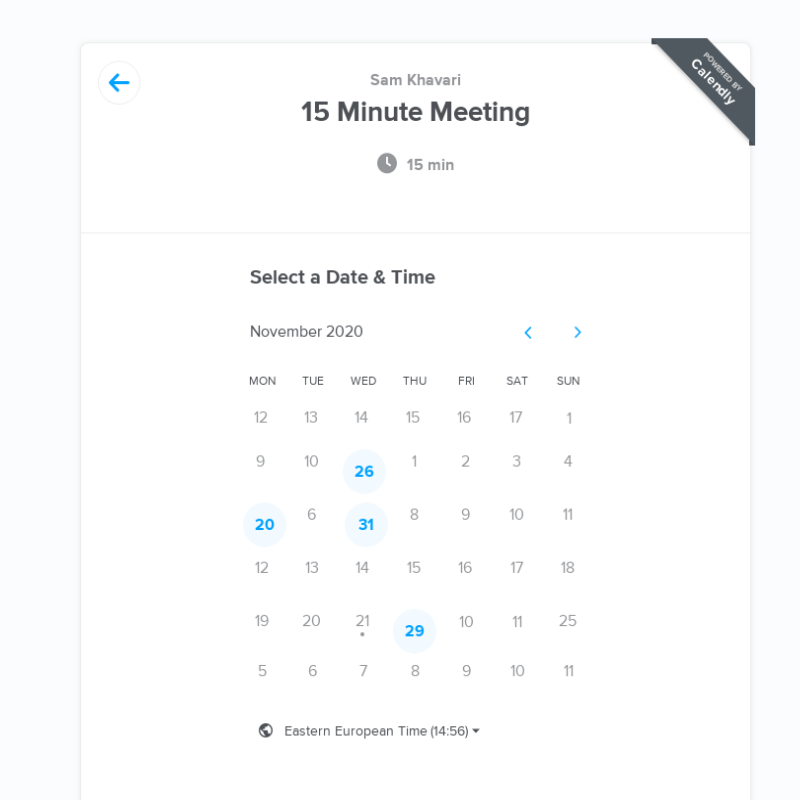 Sam Khavari
15 Minute Meeting
15 min
POWERED BY
Calendly
Select a Date & Time
November 2020
MON TUE WED THU FRI SAT SUN
12 13 14 15 16 17 1
9 10 26 1 2 3 4
20 6 31 8 9 10 11
12 13 14 15 16 17 18
19 20 21 29 10 11 25
5 6 7 8 9 10 11
Eastern European Time (14:56)